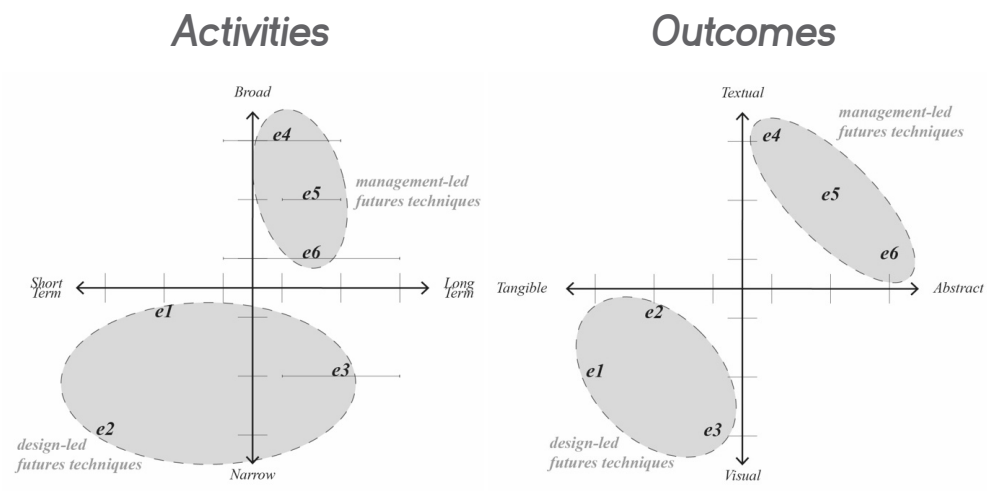 Activities
Outcomes
Broad
e4
management-led
futures techniques
e5
e6
Short
Term
Long
Term
e1
e3
e2
design-led
futures techniques
Narrow
Textual
management-led
futures techniques
e4
e5
e6
Tangible
Abstract
e2
e1
e3
design-led
futures techniques
Visual